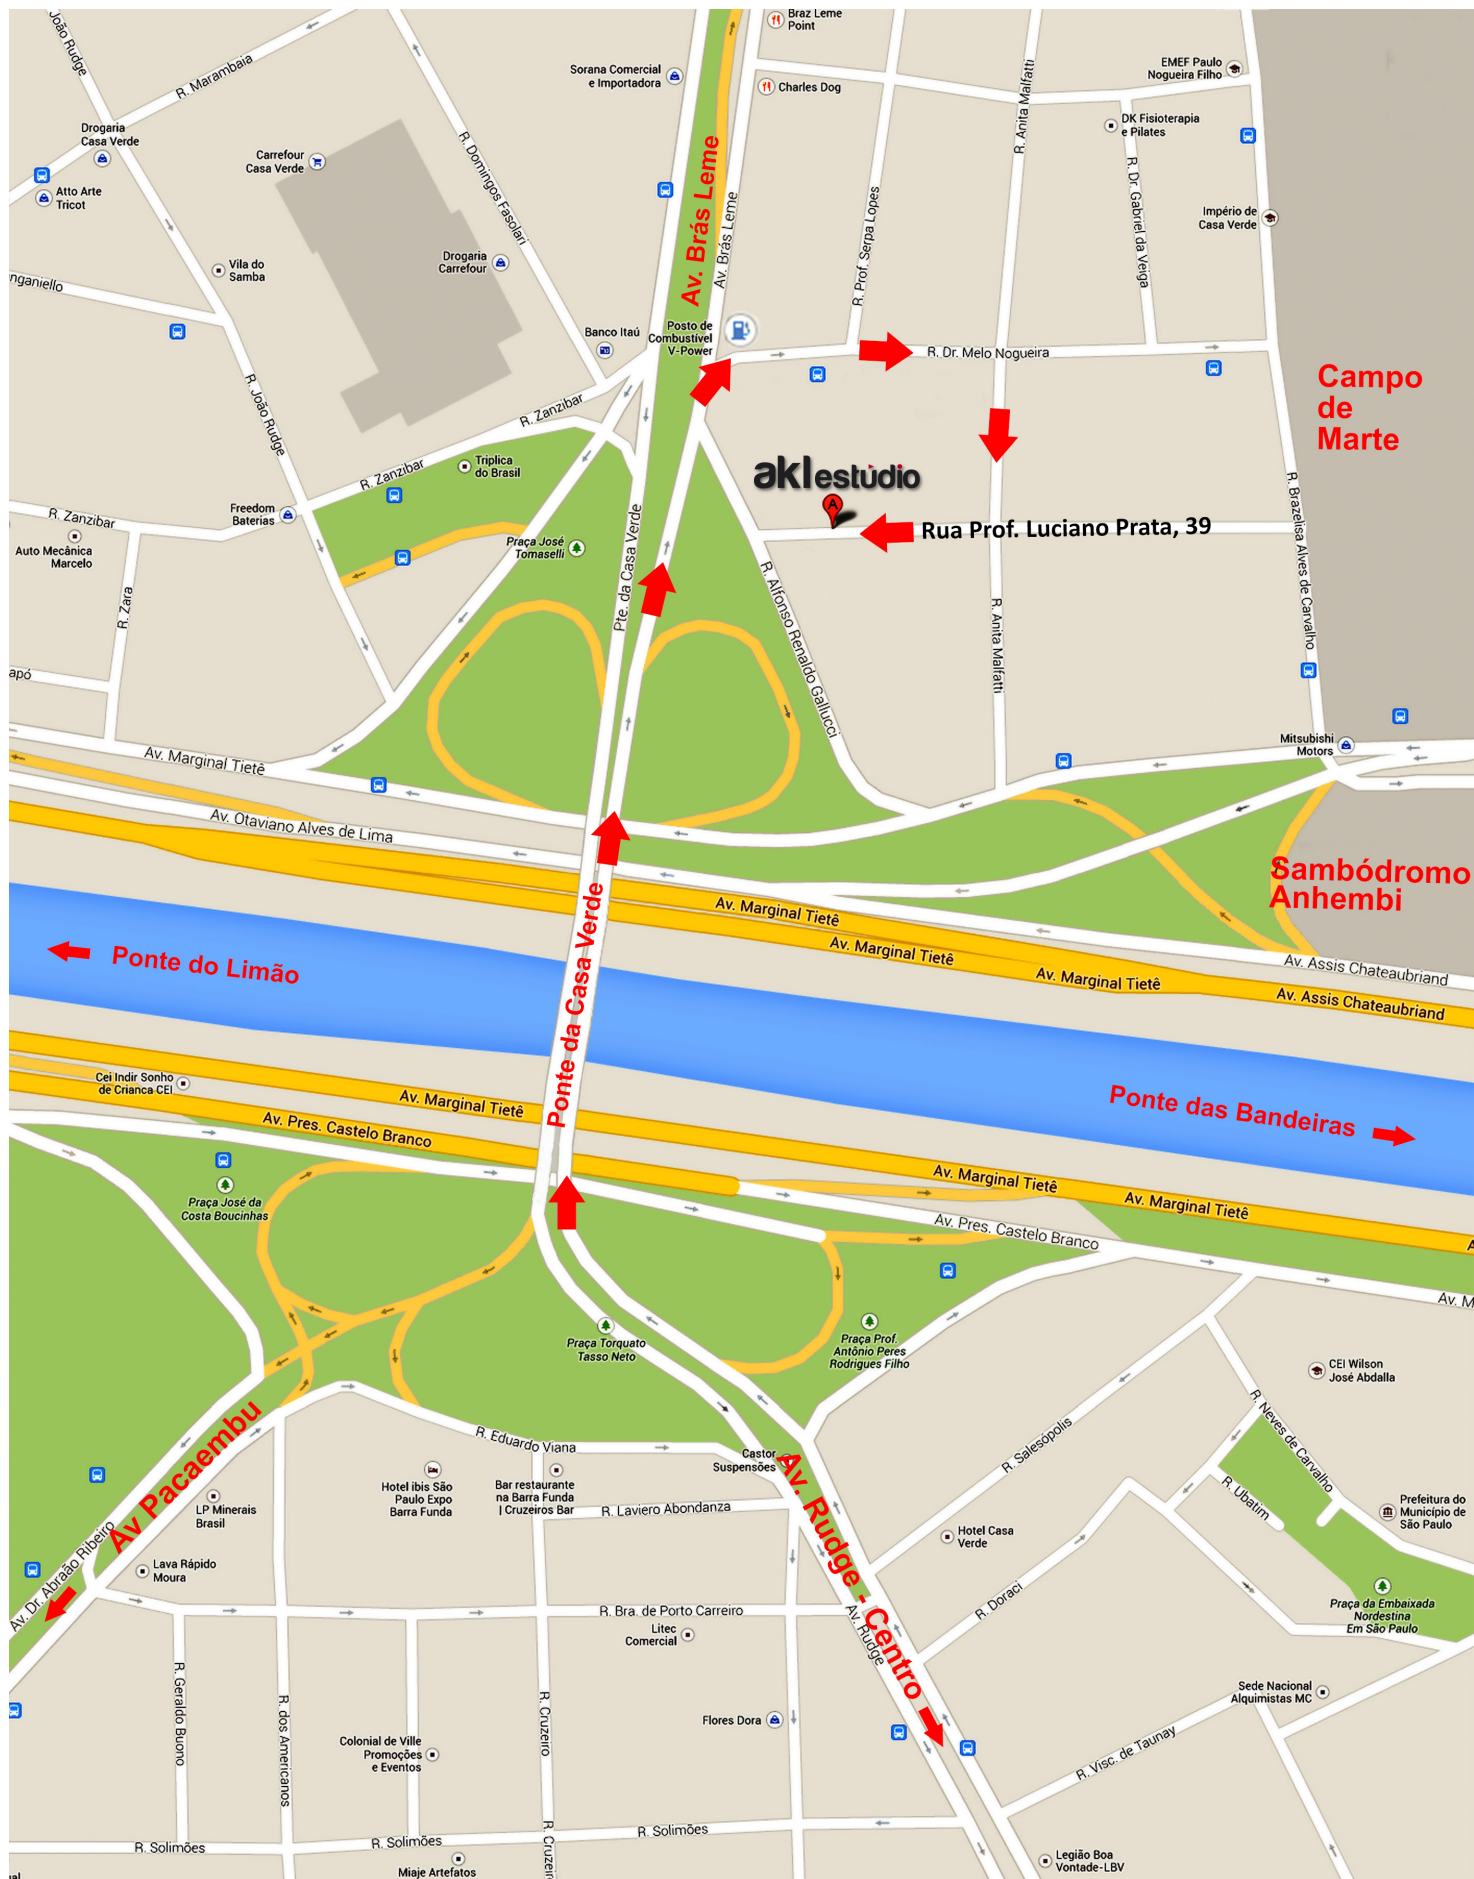 Braz Leme
Point
João Rudge
R. Marambaia
Sorana Comercial
e Importadora
Charles Dog
EMEF Paulo
Nogueira Filho
R. Anita Malfatti
DK Fisioterapia
e Pilates
Drogaria
Casa Verde
Carrefour
Casa Verde
R. Domingos Fasolari
Atto Arte
Tricot
Av. Brás Leme
Av. Brás Leme
R. Prof. Serpa Lopes
R. Dr. Gabriel da Veiga
Império de
Casa Verde
Vila do
Samba
Drogaria
Carrefour
nganiello
Banco Itaú
Posto de
Combustível
V-Power
R. Dr. Melo Nogueira
Campo
de
Marte
R. João Rudge
R. Zanzibar
R. Zanzibar
Triplica
do Brasil
aklestúdio
A
Rua Prof. Luciano Prata, 39
R. Zanzibar
Freedom
Baterias
Auto Mecânica
Marcelo
Praça José
Tomaselli
Pte. da Casa Verde
R. Brazelisa Alves de Carvalho
R. Zara
R. Alfonso Renaldo Gallucci
R. Anita Malfatti
apó
Av. Marginal Tietê
Mitsubishi
Motors
Av. Otaviano Alves de Lima
Sambódromo
Anhembi
Av. Marginal Tietê
Av. Marginal Tietê
Av. Marginal Tietê
Av. Assis Chateaubriand
Av. Assis Chateaubriand
Ponte do Limão
Ponte da Casa Verde
Ponte das Bandeiras
Cei Indir Sonho
de Crianca CEI
Av. Marginal Tietê
Av. Pres. Castelo Branco
Av. Marginal Tietê
Av. Marginal Tietê
A
Praça José da
Costa Boucinhas
Av. Pres. Castelo Branco
Av. M
Praça Torquato
Tasso Neto
Praça Prof.
Antônio Peres
Rodrigues Filho
CEI Wilson
José Abdalla
R. Neves de Carvalho
Av Pacaembu
R. Eduardo Viana
Castor
Suspensões
R. Salesópolis
R. Ubatim
Hotel ibis São
Paulo Expo
Barra Funda
Bar restaurante
na Barra Funda
| Cruzeiros Bar
LP Minerais
Brasil
R. Laviero Abondanza
Av. Rudge - Centro
Hotel Casa
Verde
Prefeitura do
Município de
São Paulo
Av. Dr. Abraão Ribeiro
Lava Rápido
Moura
R. Doraci
Praça da Embaixada
Nordestina
Em São Paulo
R. Bra. de Porto Carreiro
Av. Rudge
Litec
Comercial
R. Geraldo Buono
R. dos Americanos
R. Cruzeiro
Sede Nacional
Alquimistas MC
Flores Dora
Colonial de Ville
Promoções
e Eventos
R. Visc. de Taunay
R. Solimões
R. Solimões
R. Solimões
R. Cruzeir
Miaje Artefatos
Legião Boa
Vontade-LBV
ual